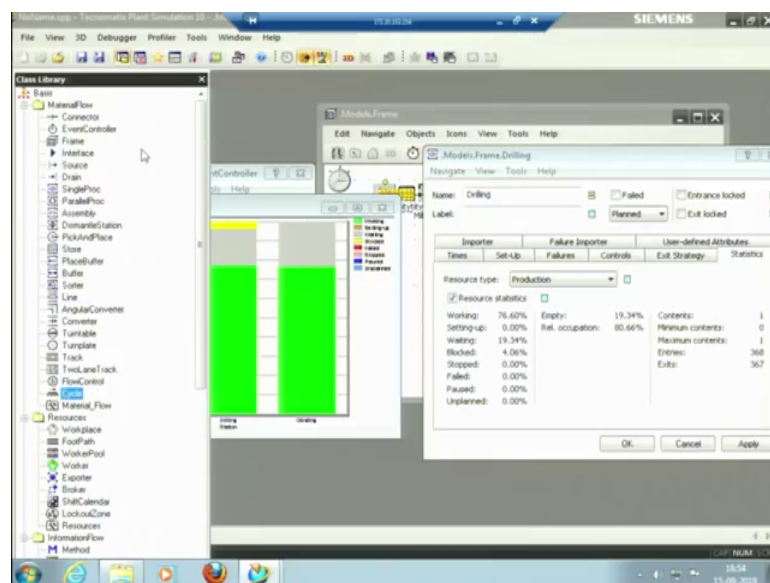 NoName.spp - Tecnomatix Plant Simulation 10 -
SIEMENS
File View 3D Debugger Profiler Tools Window Help
Class Library
Basis
MaterialFlow
Connector
EventController
Frame
Interface
Source
Drain
SingleProc
ParallelProc
Assembly
DismantleStation
PickAndPlace
Store
PlaceBuffer
Buffer
Sorter
Line
AngularConverter
Converter
Turntable
Turnplate
Track
TwoLaneTrack
FlowControl
Cycle
Material_Flow
Resources
Workplace
FootPath
WorkerPool
Worker
Exporter
Broker
ShiftCalendar
LockoutZone
Resources
InformationFlow
Method
.Models.Frame
Edit Navigate Objects Icons View Tools Help
ntController
ls Help
Working
Setting-up
Waiting
Blocked
Failed
Stopped
Paused
Unplanned
.Models.Frame.Drilling
Navigate View Tools Help
Name: Drilling Failed Entrance locked
Label: Planned Exit locked
Importer Failure Importer User-defined Attributes
Times Set-Up Failures Controls Exit Strategy Statistics
Resource type: Production
Resource statistics
Working: 76.60% Empty: 19.34% Contents: 1
Setting-up: 0.00% Rel. occupation: 80.66% Minimum contents: 0
Waiting: 19.34% Maximum contents: 1
Blocked: 4.06% Entries: 368
Stopped: 0.00% Exits: 367
Failed: 0.00%
Paused: 0.00%
Unplanned: 0.00%
OK Cancel Apply
CAP NUM
18:54